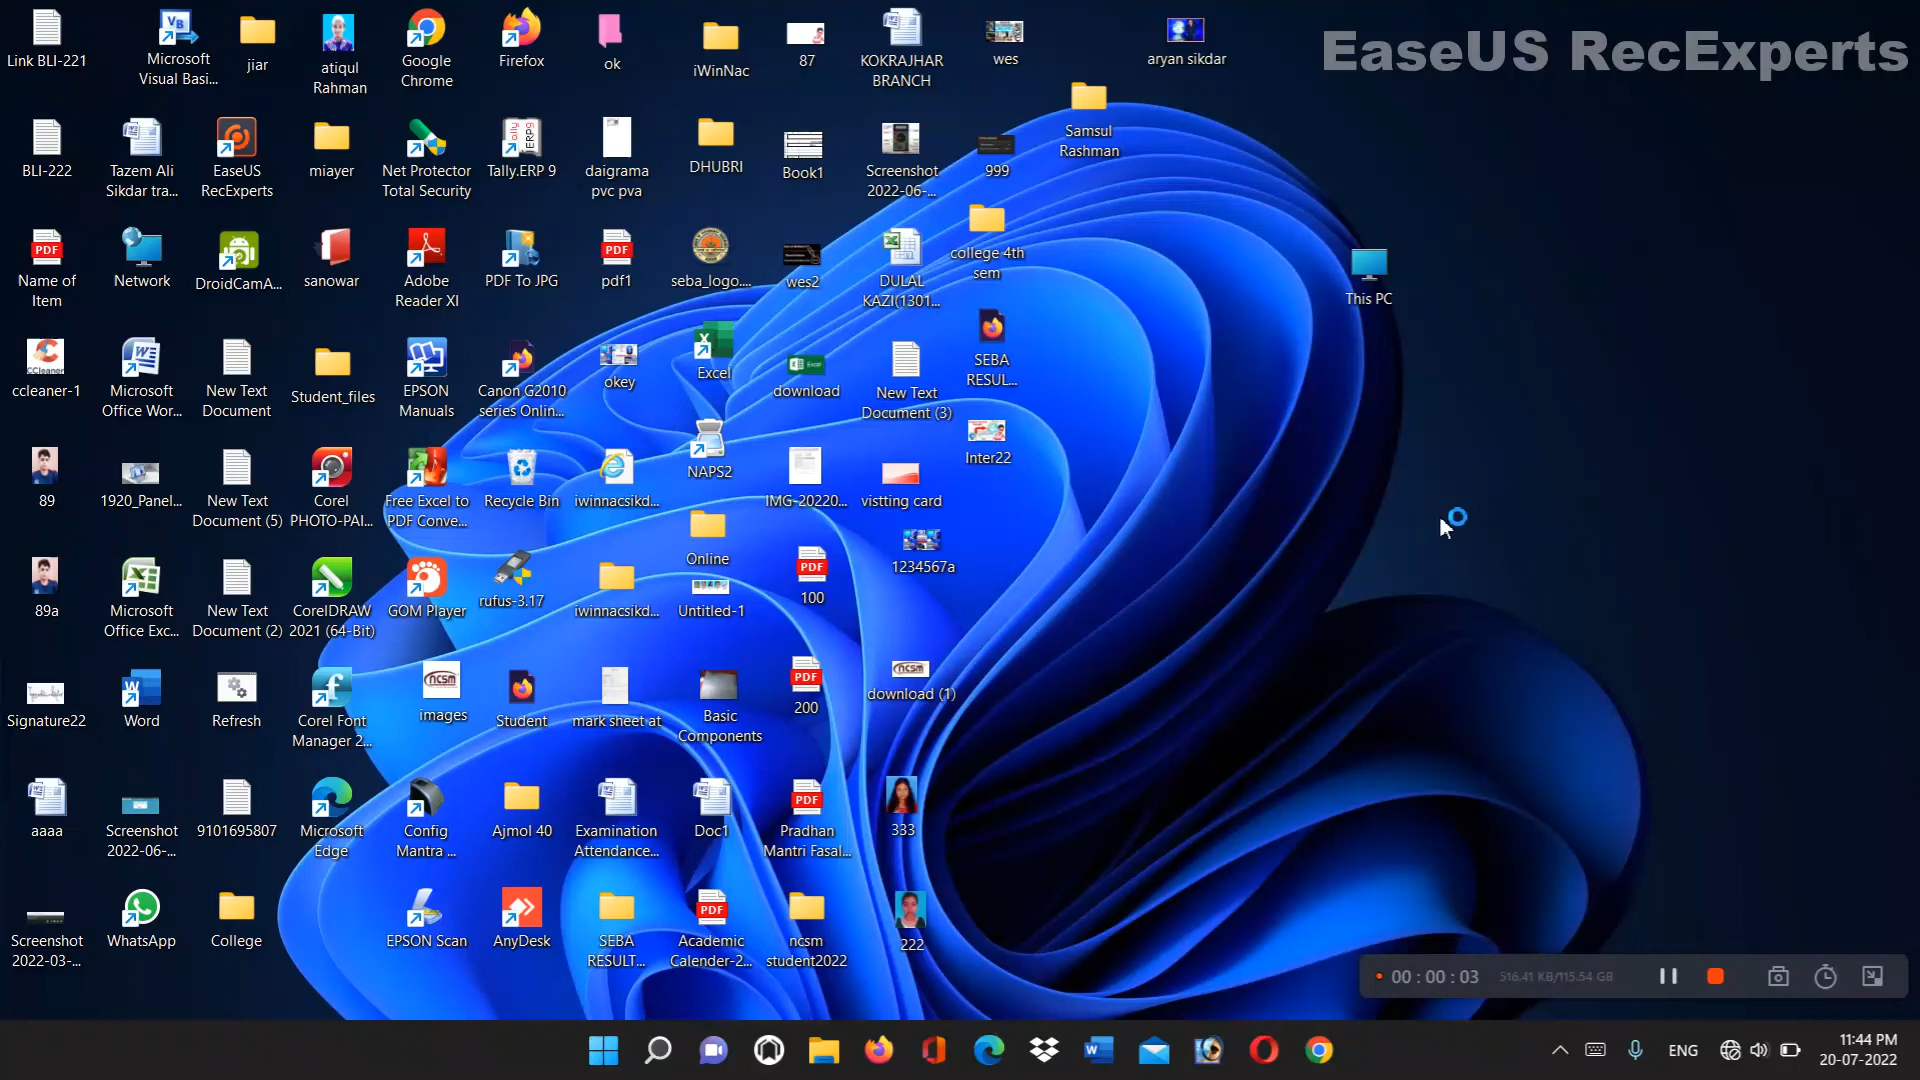 EaseUS RecExperts
Link BLI-221
Microsoft
Visual Basi...
jiar
atiqul
Rahman
Google
Chrome
Firefox
ok
iWinNac
87
KOKRAJHAR
BRANCH
wes
aryan sikdar
Samsul
Rashman
BLI-222
Tazem Ali
Sikdar tra...
EaseUS
RecExperts
miayer
Net Protector
Total Security
Tally.ERP 9
daigrama
pvc pva
DHUBRI
Book1
Screenshot
2022-06-...
999
Name of
Item
Network
DroidCamA...
sanowar
Adobe
Reader XI
PDF To JPG
pdf1
seba_logo....
wes2
DULAL
KAZI(1301...
college 4th
sem
This PC
ccleaner-1
Microsoft
Office Wor...
New Text
Document
Student_files
EPSON
Manuals
Canon G2010
series Onlin...
okey
Excel
download
New Text
Document (3)
SEBA
RESUL...
89
1920_Panel...
New Text
Document (5)
Corel
PHOTO-PAI...
Free Excel to
PDF Conve...
Recycle Bin
iwinnacsikd...
NAPS2
IMG-20220...
vistting card
Inter22
89a
Microsoft
Office Exc...
New Text
Document (2)
CorelDRAW
2021 (64-Bit)
GOM Player
rufus-3.17
iwinnacsikd...
Online
Untitled-1
100
1234567a
Signature22
Word
Refresh
Corel Font
Manager 2...
images
Student
mark sheet at
Basic
Components
200
download (1)
aaaa
Screenshot
2022-06-...
9101695807
Microsoft
Edge
Config
Mantra ...
Ajmol 40
Examination
Attendance...
Doc1
Pradhan
Mantri Fasal...
333
Screenshot
2022-03-...
WhatsApp
College
EPSON Scan
AnyDesk
SEBA
RESULT...
Academic
Calender-2...
ncsm
student2022
222
00 : 00 : 03
516.41 KB/115.54 GB
ENG
11:44 PM
20-07-2022